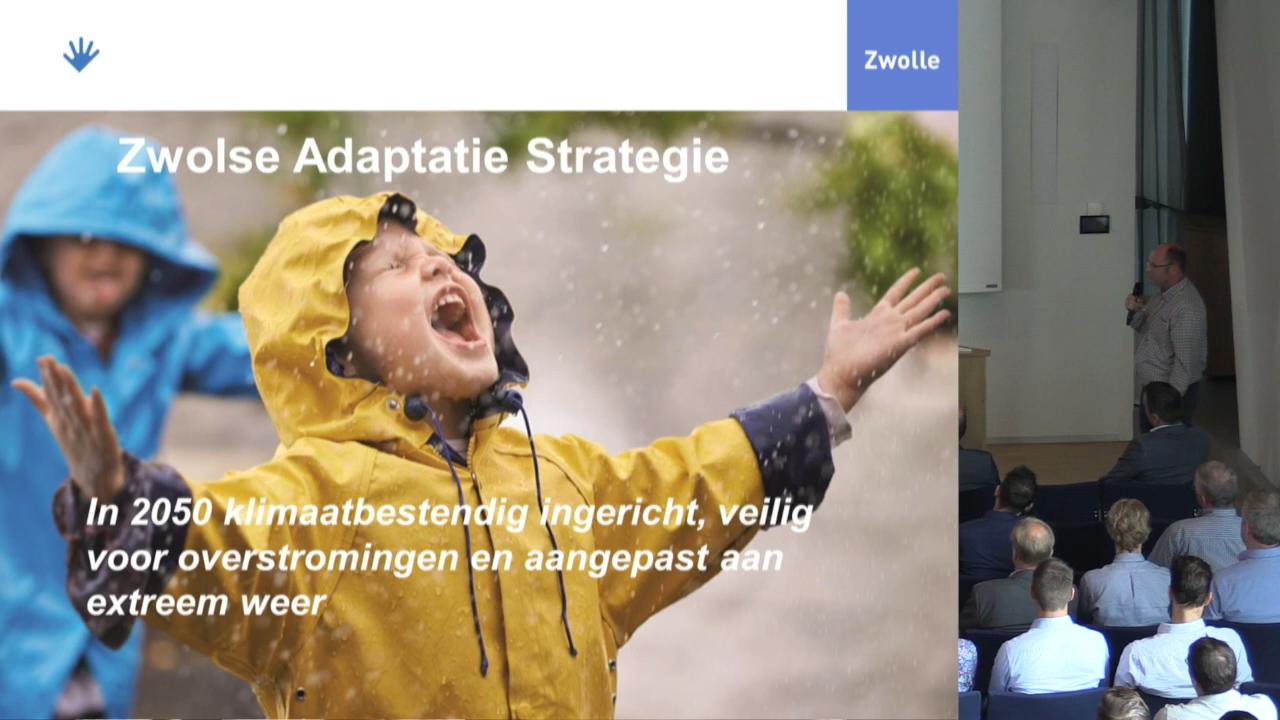 Zwolle
Zwolse Adaptatie Strategie
In 2050 klimaatbestendig ingericht, veilig
voor overstromingen en aangepast aan
extreem weer